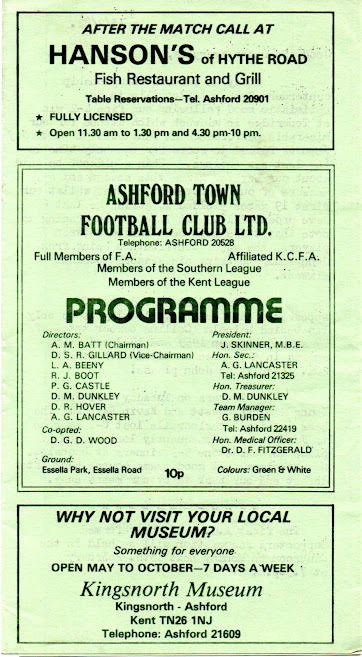 AFTER THE MATCH CALL AT
HANSON'S of HYTHE ROAD
Fish Restaurant and Grill
Table Reservations—Tel. Ashford 20901
★ FULLY LICENSED
★ Open 11.30 am to 1.30 pm and 4.30 pm-10 pm.
ASHFORD TOWN
FOOTBALL CLUB LTD.
Telephone: ASHFORD 20528
Full Members of F.A. Affiliated K.C.F.A.
Members of the Southern League
Members of the Kent League
PROGRAMME
Directors:
A. M. BATT (Chairman)
D. S. R. GILLARD (Vice-Chairman)
L. A. BEENY
R. J. BOOT
P. G. CASTLE
D. M. DUNKLEY
D. R. HOVER
A. G. LANCASTER
Co-opted:
D. G. D. WOOD
Ground:
Essella Park, Essella Road
President:
J. SKINNER, M.B.E.
Hon. Sec.:
A. G. LANCASTER
Tel: Ashford 21325
Hon. Treasurer:
D. M. DUNKLEY
Team Manager:
G. BURDEN
Tel: Ashford 22419
Hon. Medical Officer:
Dr. D. F. FITZGERALD
10p
Colours: Green & White
WHY NOT VISIT YOUR LOCAL
MUSEUM?
Something for everyone
OPEN MAY TO OCTOBER—7 DAYS A WEEK
Kingsnorth Museum
Kingsnorth - Ashford
Kent TN26 1NJ
Telephone: Ashford 21609